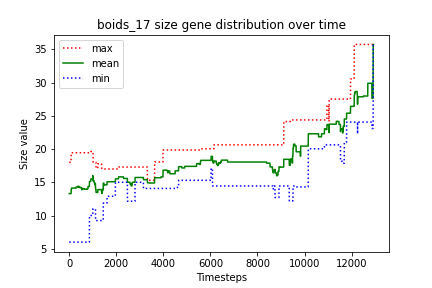 boids_17 size gene distribution over time
max
mean
min
Size value
35
30
25
20
15
10
5
0 2000 4000 6000 8000 10000 12000
Timesteps